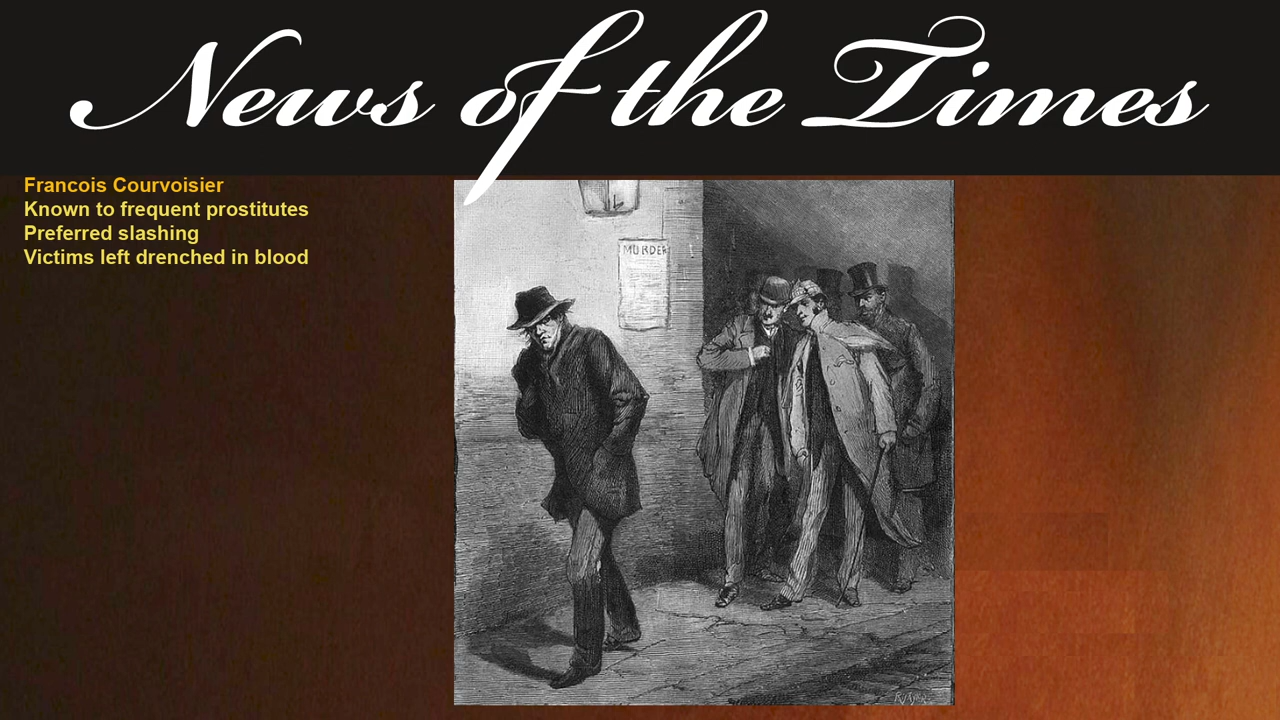 News of the Times
Francois Courvoisier
Known to frequent prostitutes
Preferred slashing
Victims left drenched in blood
MURDER